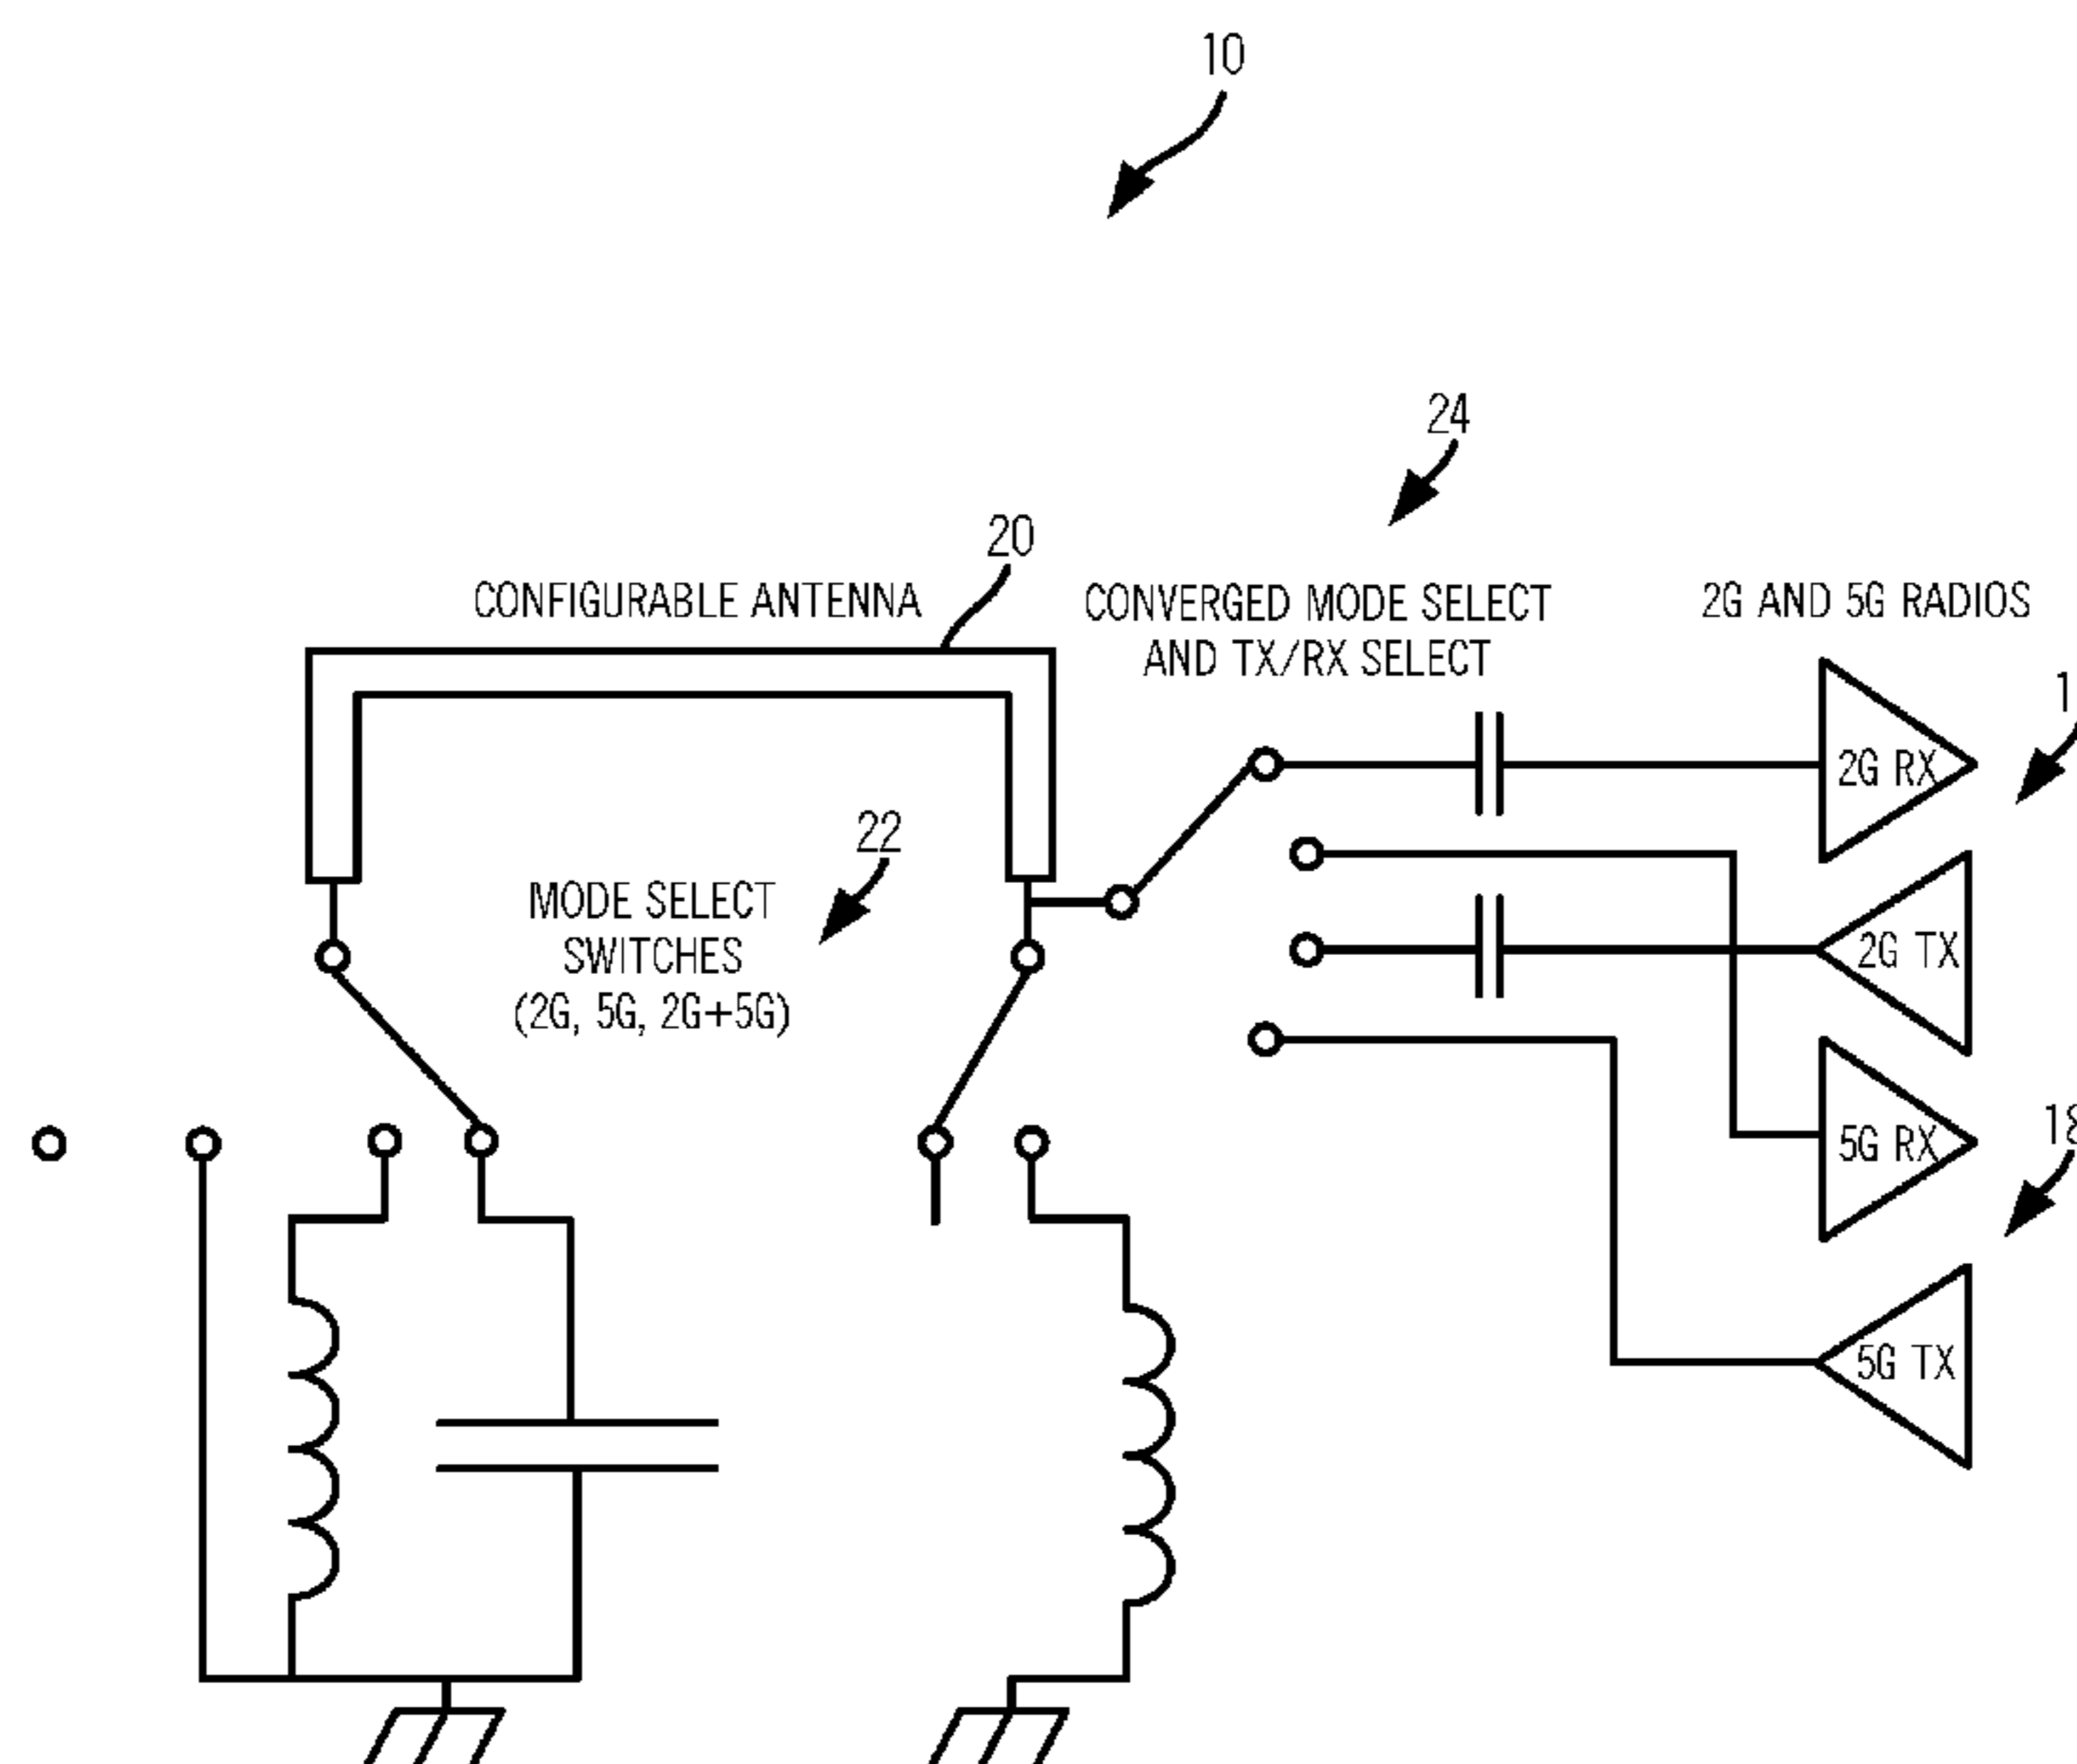 10
24
20
CONFIGURABLE ANTENNA
CONVERGED MODE SELECT
AND TX/RX SELECT
2G AND 5G RADIOS
2G RX
22
MODE SELECT
SWITCHES
(2G, 5G, 2G+5G)
2G TX
5G RX
18
5G TX